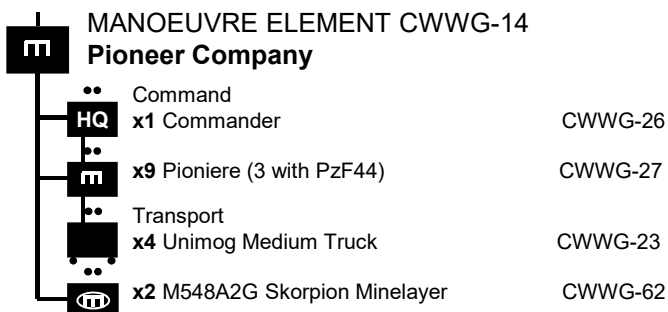 MANOEUVRE ELEMENT CWWG-14
Pioneer Company
Command
HQ x1 Commander CWWG-26
x9 Pioniere (3 with PzF44) CWWG-27
Transport
x4 Unimog Medium Truck CWWG-23
x2 M548A2G Skorpion Minelayer CWWG-62